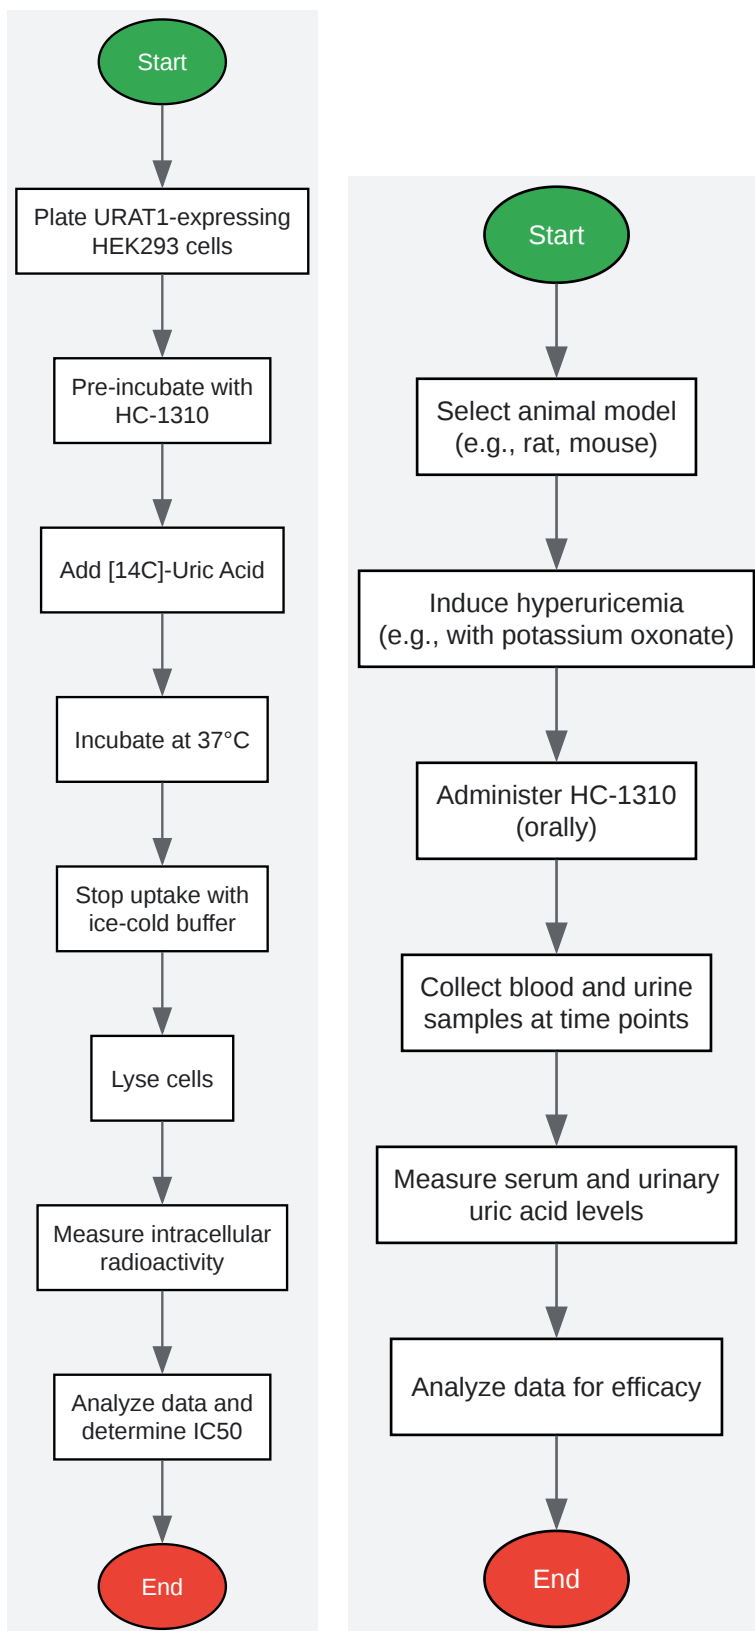 Start
Plate URAT1-expressing
HEK293 cells
Pre-incubate with
HC-1310
Add [14C]-Uric Acid
Incubate at 37°C
Stop uptake with
ice-cold buffer
Lyse cells
Measure intracellular
radioactivity
Analyze data and
determine IC50
End
Start
Select animal model
(e.g., rat, mouse)
Induce hyperuricemia
(e.g., with potassium oxonate)
Administer HC-1310
(orally)
Collect blood and urine
samples at time points
Measure serum and urinary
uric acid levels
Analyze data for efficacy
End